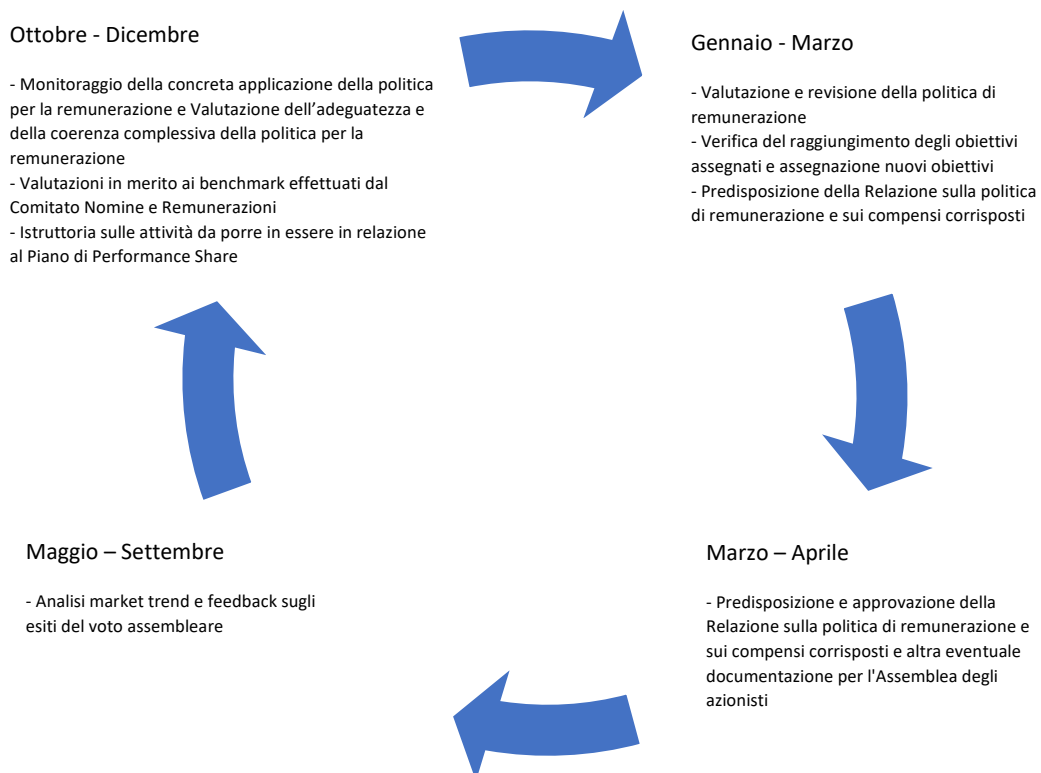 Ottobre - Dicembre
- Monitoraggio della concreta applicazione della politica
per la remunerazione e Valutazione dell’adeguatezza e
della coerenza complessiva della politica per la
remunerazione
- Valutazioni in merito ai benchmark effettuati dal
Comitato Nomine e Remunerazioni
- Istruttoria sulle attività da porre in essere in relazione
al Piano di Performance Share
Gennaio - Marzo
- Valutazione e revisione della politica di
remunerazione
- Verifica del raggiungimento degli obiettivi
assegnati e assegnazione nuovi obiettivi
- Predisposizione della Relazione sulla politica
di remunerazione e sui compensi corrisposti
Maggio – Settembre
- Analisi market trend e feedback sugli
esiti del voto assembleare
Marzo – Aprile
- Predisposizione e approvazione della
Relazione sulla politica di remunerazione e
sui compensi corrisposti e altra eventuale
documentazione per l'Assemblea degli
azionisti